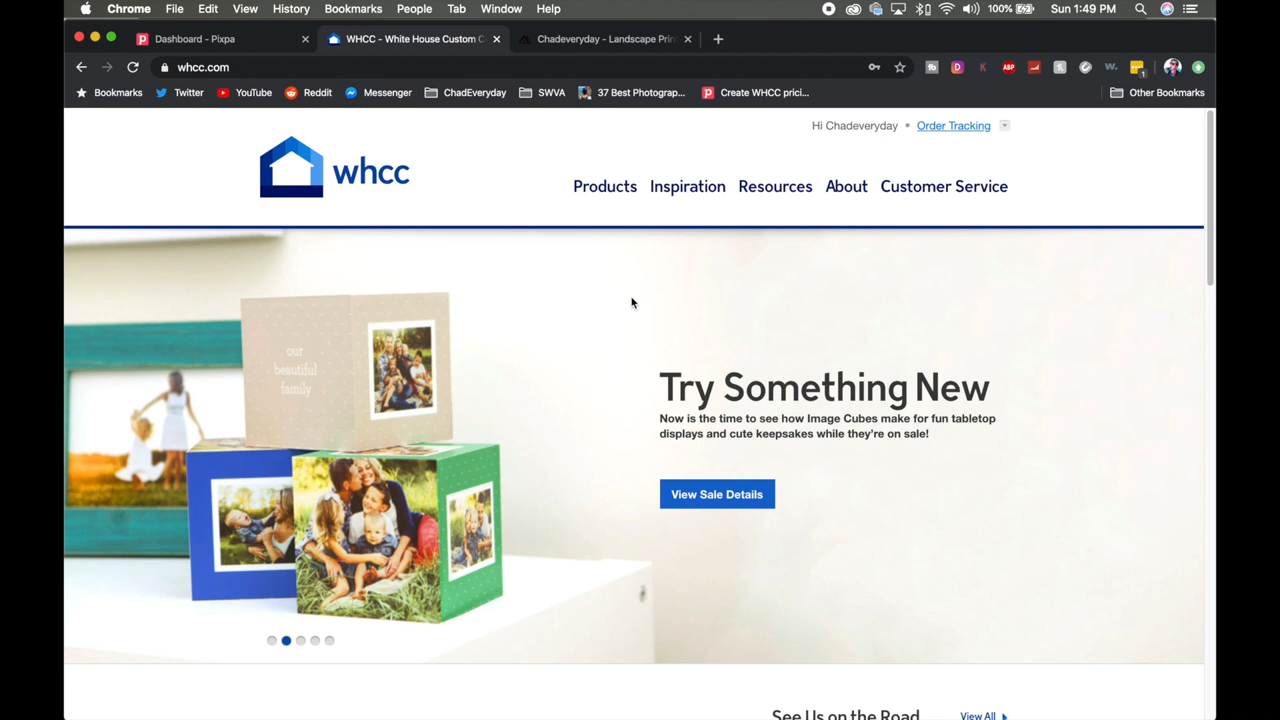 Chrome File Edit View History Bookmarks People Tab Window Help 100% Sun 1:49 PM
Dashboard - Pixpa WHCC - White House Custom C Chadeveryday - Landscape Prin
whcc.com
Bookmarks Twitter YouTube Reddit Messenger ChadEveryday SWVA 37 Best Photograp... Create WHCC prici... Other Bookmarks
Hi Chadeveryday • Order Tracking
whcc
Products Inspiration Resources About Customer Service
our
beautiful
family
Try Something New
Now is the time to see how Image Cubes make for fun tabletop
displays and cute keepsakes while they're on sale!
View Sale Details
See Us on the Road View All